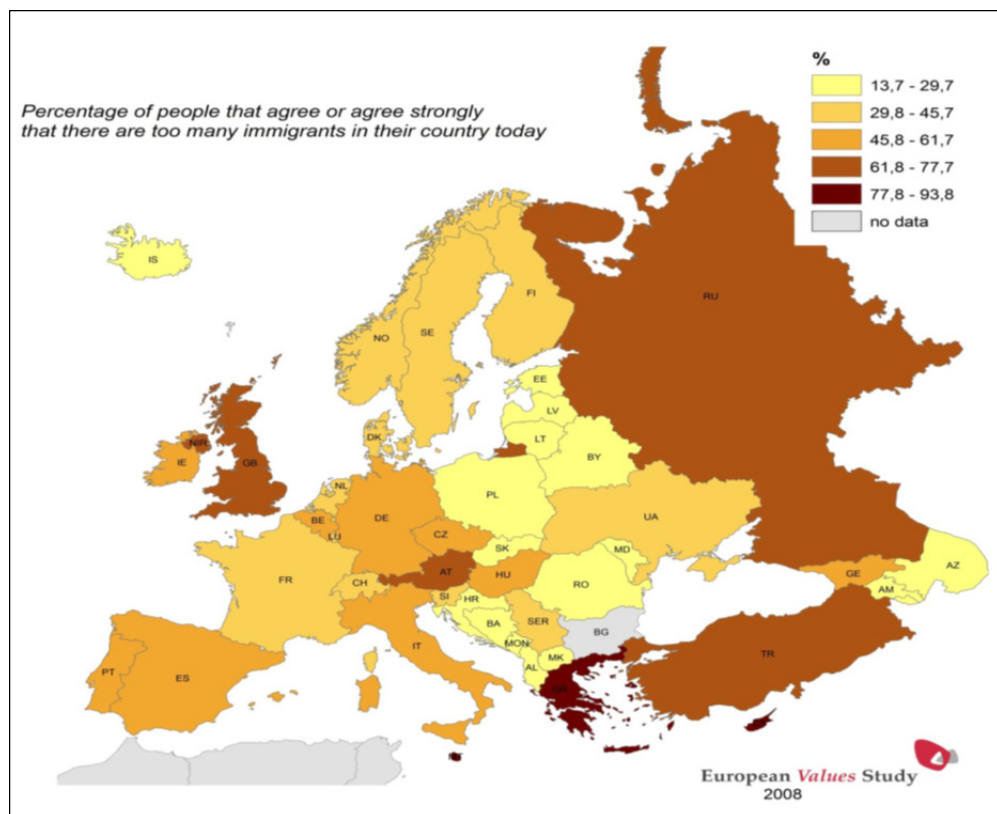 Percentage of people that agree or agree strongly
that there are too many immigrants in their country today
%
13,7 - 29,7
29,8 - 45,7
45,8 - 61,7
61,8 - 77,7
77,8 - 93,8
no data
IS
RU
FI
NO
SE
EE
LV
DK
LT
NIR
IE
GB
BY
NL
PL
BE
DE
UA
LU
CZ
SK
MD
FR
AT
HU
CH
RO
GE
AZ
SI
HR
AM
BA
SER
BG
IT
MON
MK
AL
TR
PT
ES
GR
European Values Study
2008